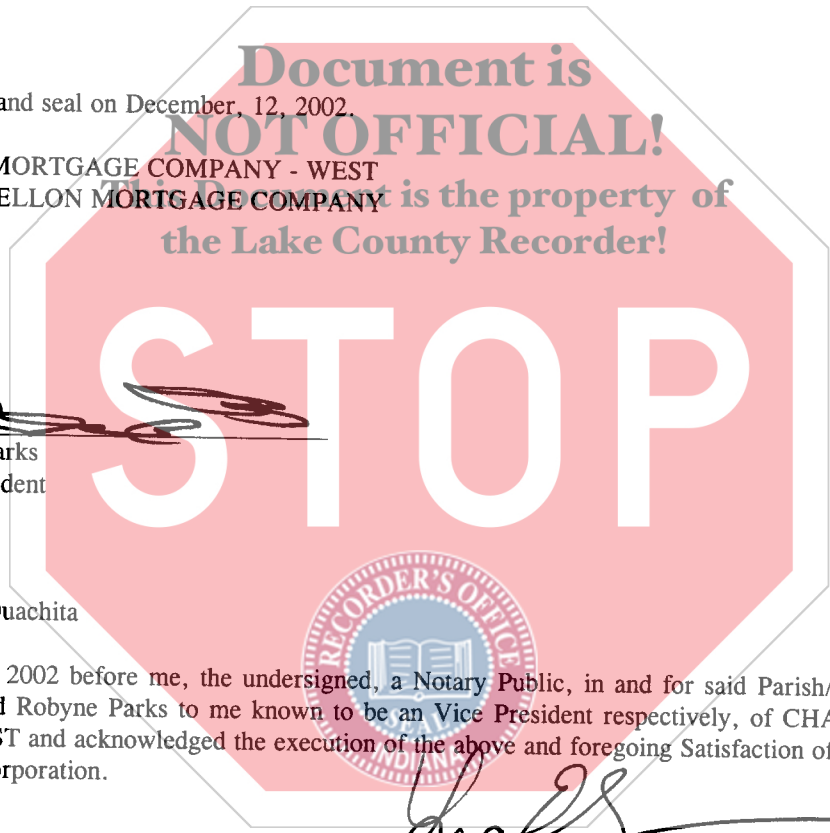 Document is
and seal on December, 12, 2002.
NOT OFFICIAL!
MORTGAGE COMPANY - WEST
This Document is the property of
ELLON MORTGAGE COMPANY
the Lake County Recorder!
STOP
arks
dent
RECORDER'S OFFICE
uachita
2002 before me, the undersigned, a Notary Public, in and for said Parish/
Robyne Parks to me known to be an Vice President respectively, of CHA
ST and acknowledged the execution of the above and foregoing Satisfaction of
SEAL
INDIANA
rporation.